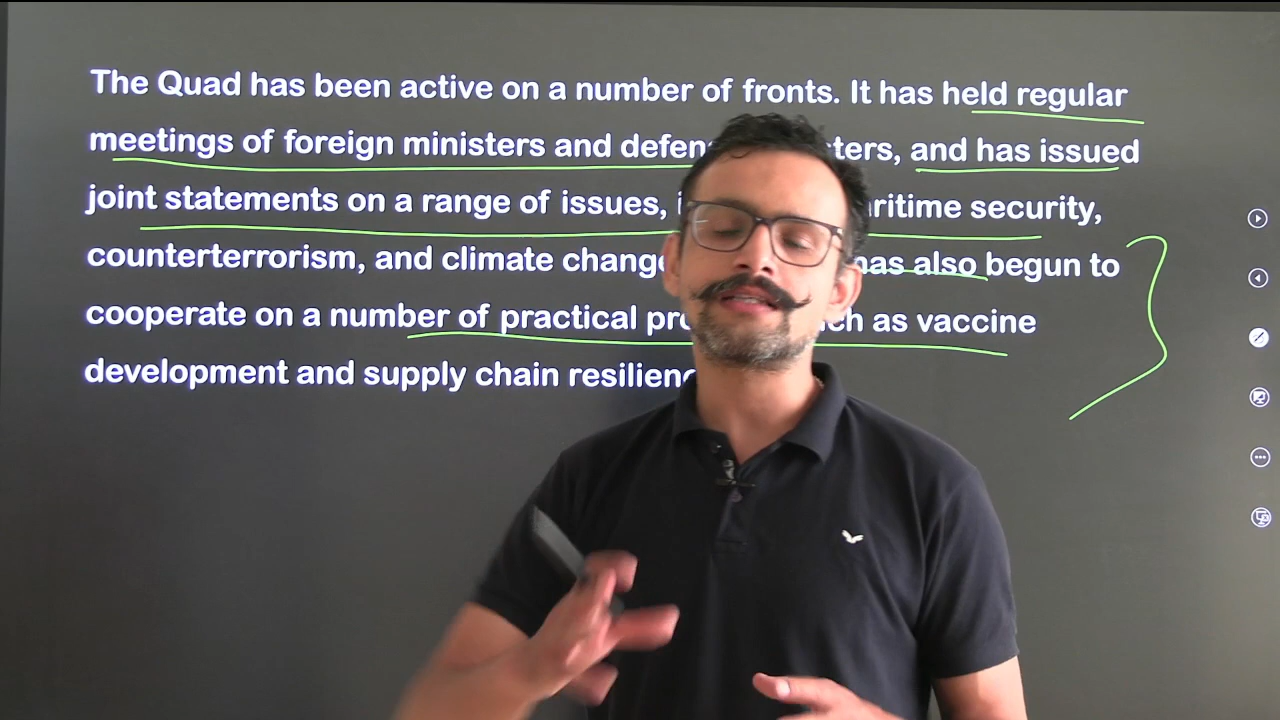 The Quad has been active on a number of fronts. It has held regular
meetings of foreign ministers and and has issued
joint statements on a range of issues, security,
counterterrorism, and climate has also begun to
cooperate on a number of practical as vaccine
development and supply chain